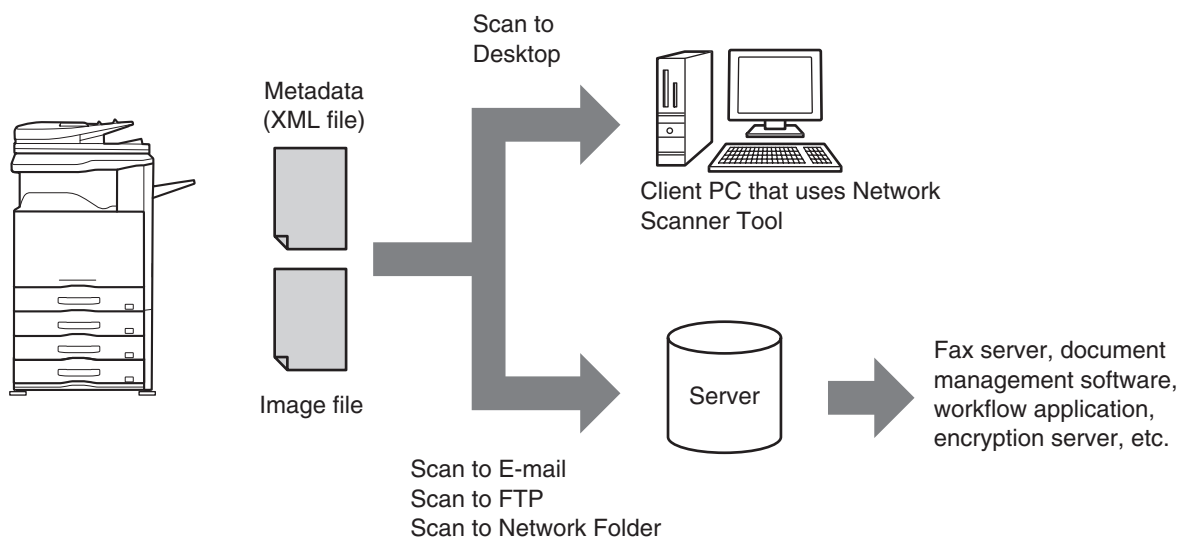 Scan to
Desktop
Metadata
(XML file)
Client PC that uses Network
Scanner Tool
Image file
Server
Fax server, document
management software,
workflow application,
encryption server, etc.
Scan to E-mail
Scan to FTP
Scan to Network Folder